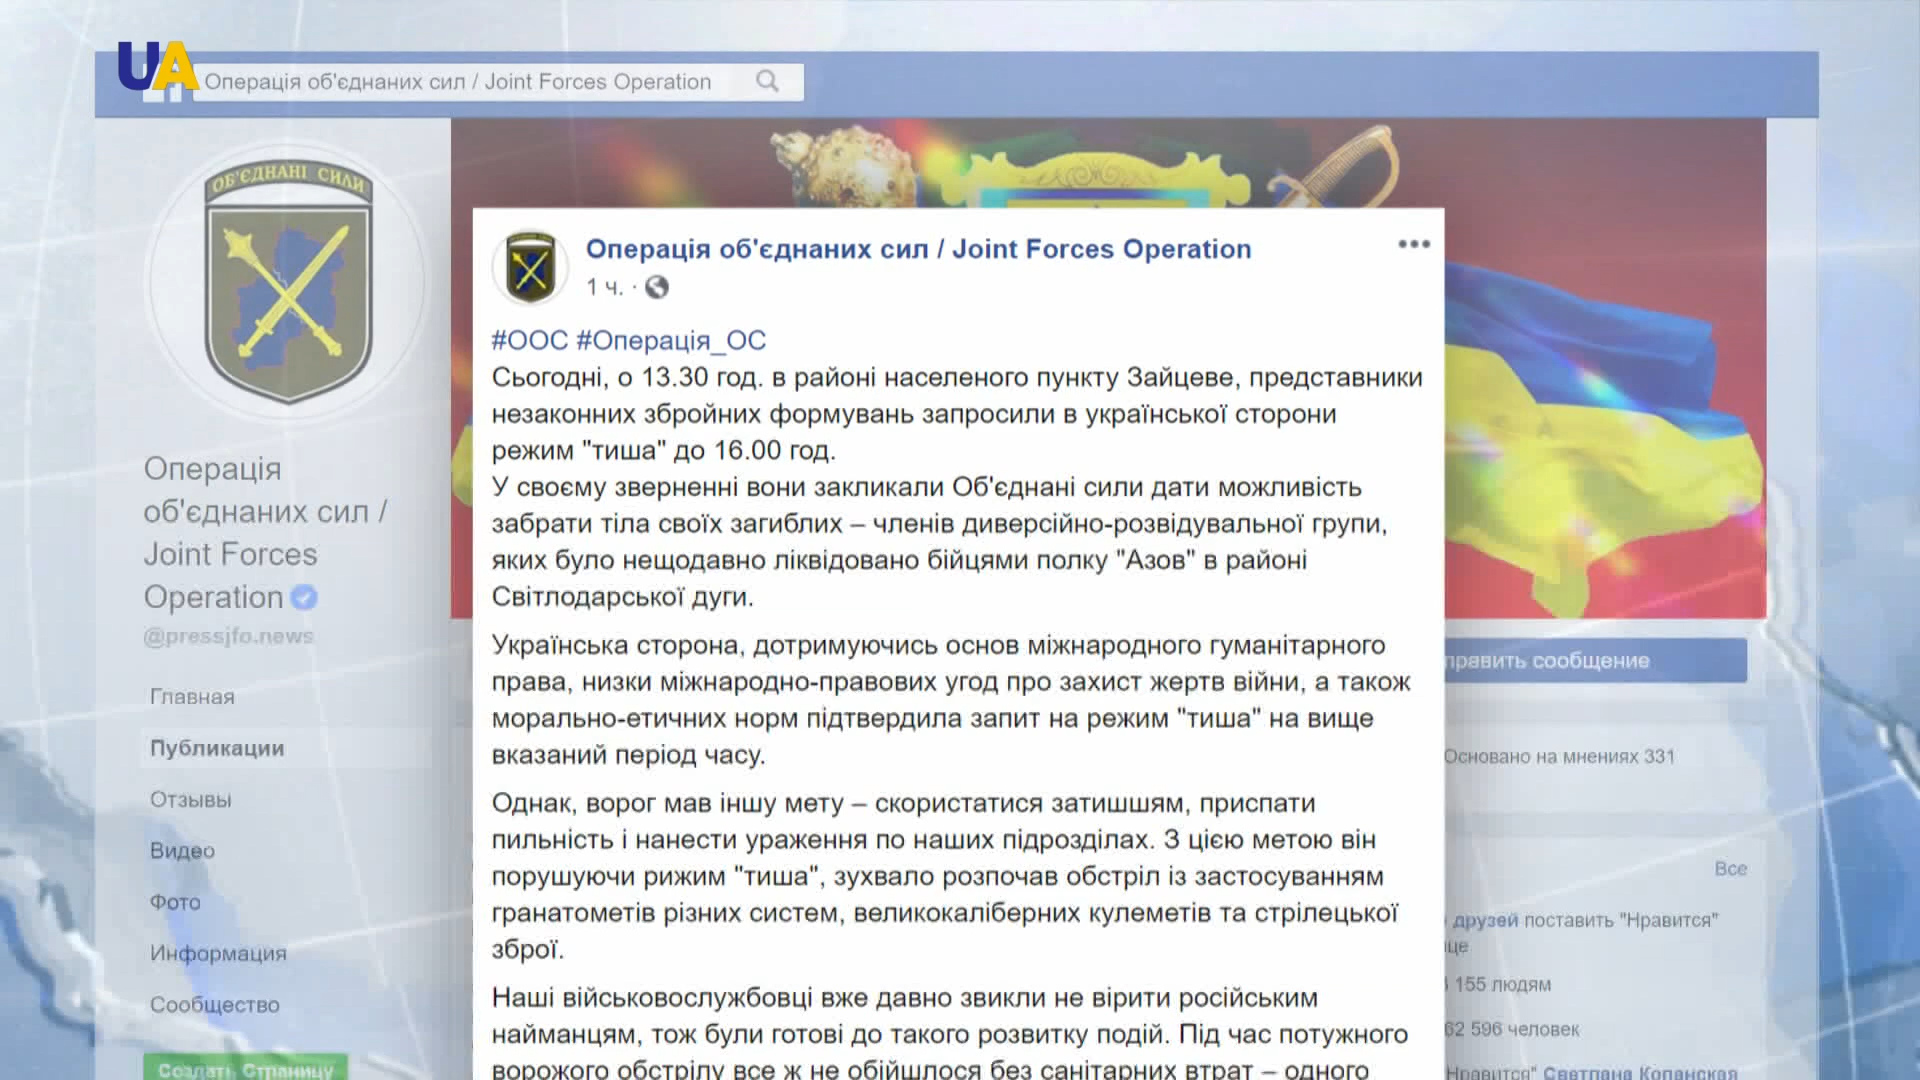 UA
Операція об'єднаних сил / Joint Forces Operation
ОБ'ЄДНАНІ СИЛИ
Операція
об'єднаних сил /
Joint Forces
Operation
@pressjfo.news
Главная
Публикации
Отзывы
Видео
Фото
Информация
Сообщество
Создать Страницу
Операція об'єднаних сил / Joint Forces Operation
1 ч. ·
#ООС #Операція_ОС
Сьогодні, о 13.30 год. в районі населеного пункту Зайцеве, представники
незаконних збройних формувань запросили в української сторони
режим "тиша" до 16.00 год.
У своєму зверненні вони закликали Об'єднані сили дати можливість
забрати тіла своїх загиблих – членів диверсійно-розвідувальної групи,
яких було нещодавно ліквідовано бійцями полку "Азов" в районі
Світлодарської дуги.
Українська сторона, дотримуючись основ міжнародного гуманітарного
права, низки міжнародно-правових угод про захист жертв війни, а також
морально-етичних норм підтвердила запит на режим "тиша" на вище
вказаний період часу.
Однак, ворог мав іншу мету – скористатися затишшям, приспати
пильність і нанести ураження по наших підрозділах. З цією метою він
порушуючи рижим "тиша", зухвало розпочав обстріл із застосуванням
гранатометів різних систем, великокаліберних кулеметів та стрілецької
зброї.
Наші військовослужбовці вже давно звикли не вірити російським
найманцям, тож були готові до такого розвитку подій. Під час потужного
ворожого обстрілу все ж не обійшлося без санітарних втрат – одного
править сообщение
Основано на мнениях 331
Все
друзей поставить "Нравится"
це
155 людям
62 596 человек
Нравится" Светлана Копанская